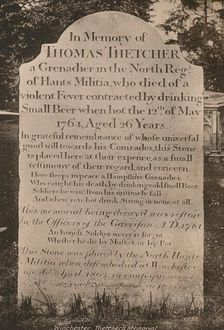 In Memory of
THOMAS THETCHER
a Grenadier in the North Reg.
of Hants Militia, who died of a
violent Fever contracted by drinking
Small Beer when hot the 12th of May
1764, Aged 26 Years.
In grateful remembrance of whose univerſal
good will towards his Comrades, this Stone
is placed here at their expence, as a ſmall
teſtimony of their regard and concern.
Here ſleeps in peace a Hampſhire Grenadier,
Who caught his death by drinking cold ſmall Beer,
Soldiers be wiſe from his untimely fall
And when ye're hot drink Strong or none at all.
This memorial being decay'd was reſtor'd
by the Officers of the Garriſon A.D. 1781.
An honeſt Soldier never is forgot
Whether he die by Muſket or by Pot.
This Stone was placed by the North Hants
Militia when diſembodied at Wincheſter
on 26th April 1802, in conſequence
Winchester, Thetcher's Memorial